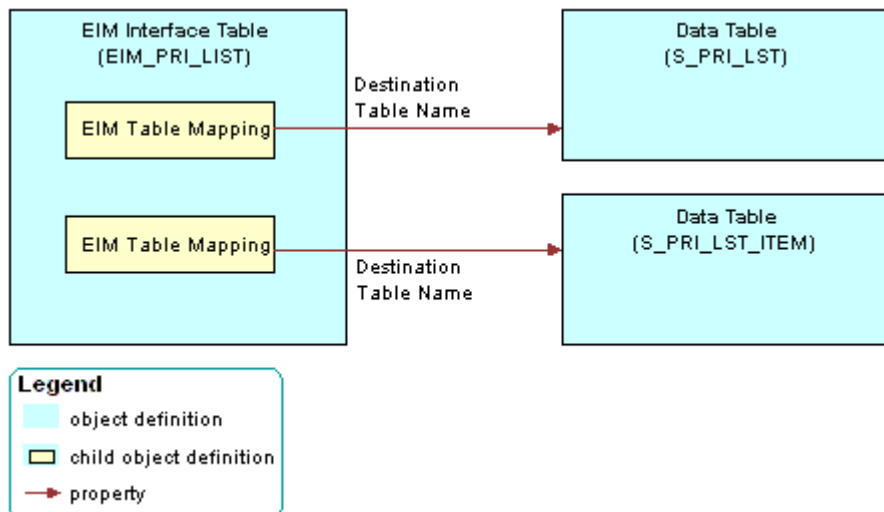 EIM Interface Table
(EIM_PRI_LIST)
EIM Table Mapping
EIM Table Mapping
Destination
Table Name
Destination
Table Name
Data Table
(S_PRI_LST)
Data Table
(S_PRI_LST_ITEM)
Legend
object definition
child object definition
property